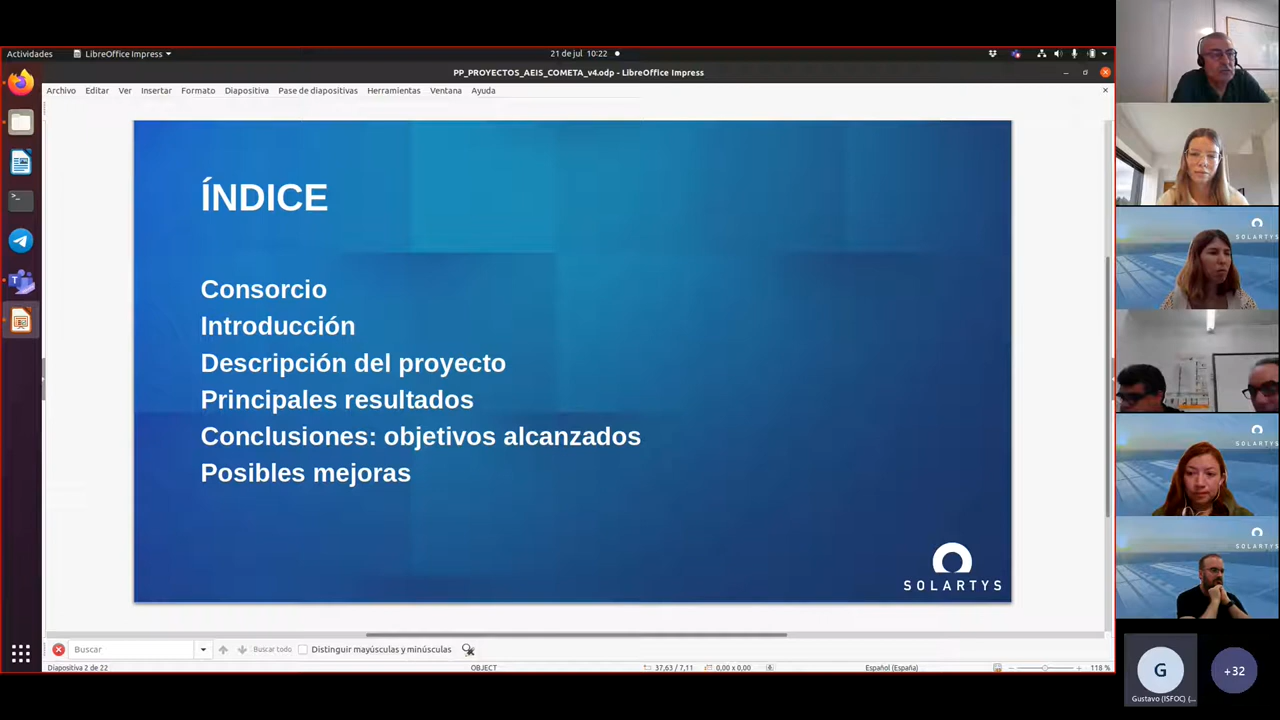 Actividades
LibreOffice Impress
21 de jul 10:22
PP_PROYECTOS_AEIS_COMETA_v4.odp - LibreOffice Impress
Archivo Editar Ver Insertar Formato Diapositiva Pase de diapositivas Herramientas Ventana Ayuda
ÍNDICE
Consorcio
Introducción
Descripción del proyecto
Principales resultados
Conclusiones: objetivos alcanzados
Posibles mejoras
SOLARTYS
Buscar
Buscar todo
Distinguir mayúsculas y minúsculas
Diapositiva 2 de 22
OBJECT
37,63 / 7,11
0,00 x 0,00
Español (España)
118 %
SOLARTYS
SOLARTYS
SOLARTYS
G
Gustavo (ISFOC) (...
+32